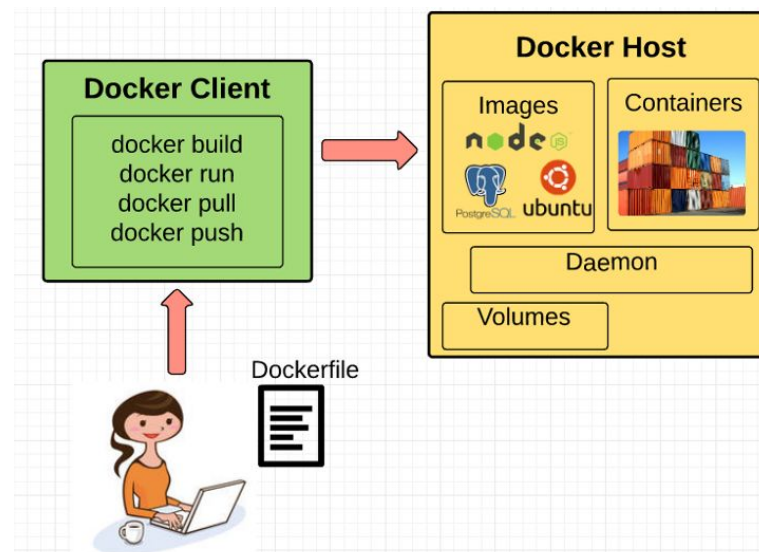 Docker Client
docker build
docker run
docker pull
docker push
Docker Host
Images
node
JS
PostgreSQL
ubuntu
Containers
Daemon
Volumes
Dockerfile